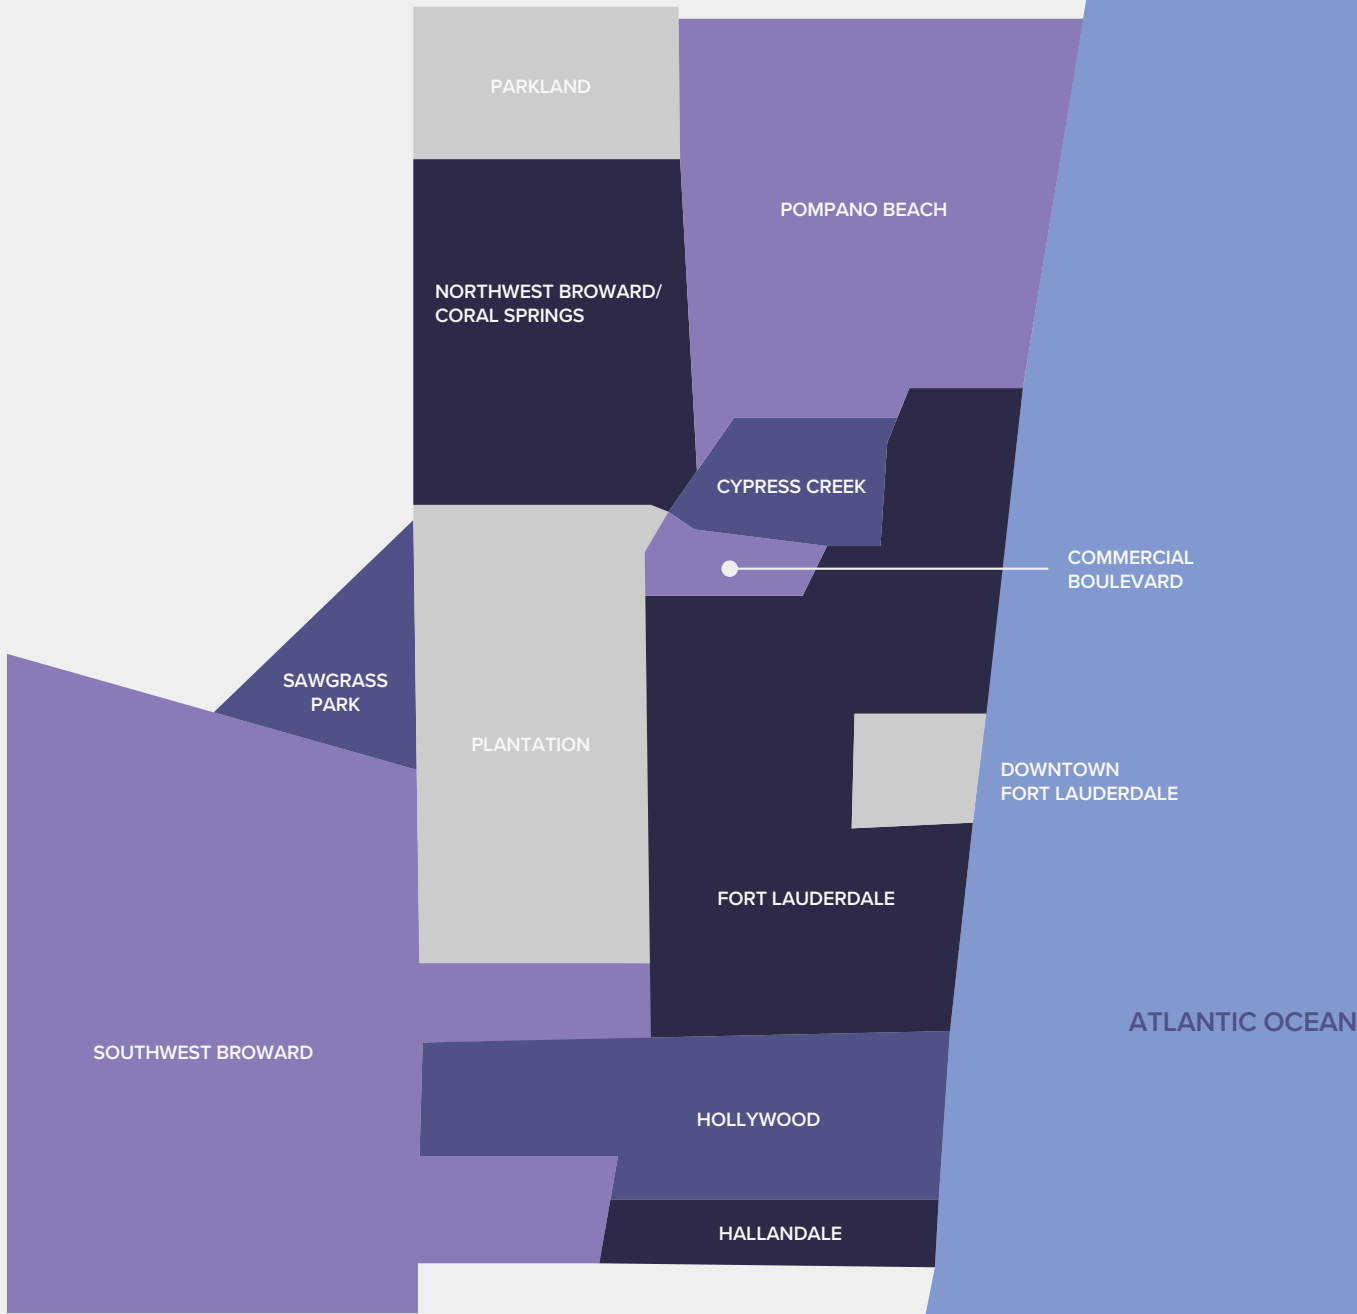 PARKLAND
POMPANO BEACH
NORTHWEST BROWARD/
CORAL SPRINGS
CYPRESS CREEK
COMMERCIAL
BOULEVARD
SAWGRASS
PARK
PLANTATION
DOWNTOWN
FORT LAUDERDALE
FORT LAUDERDALE
ATLANTIC OCEAN
SOUTHWEST BROWARD
HOLLYWOOD
HALLANDALE